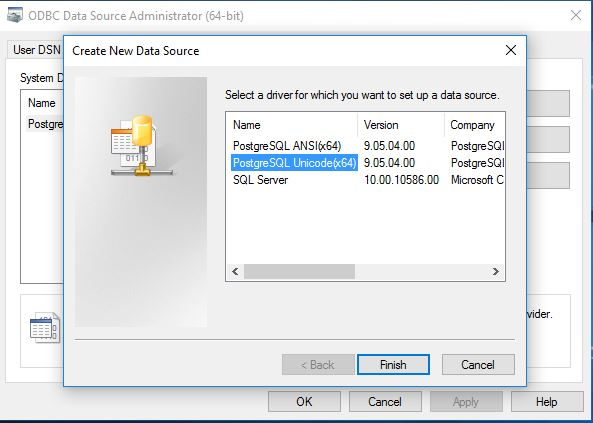 ODBC Data Source Administrator (64-bit)
User DSN
System D
Name
Postgre
Create New Data Source
Select a driver for which you want to set up a data source.
Name Version Company
PostgreSQL ANSI(x64) 9.05.04.00 PostgreSQL
PostgreSQL Unicode(x64) 9.05.04.00 PostgreSQL
SQL Server 10.00.10586.00 Microsoft C
vider.
< Back Finish Cancel
OK Cancel Apply Help